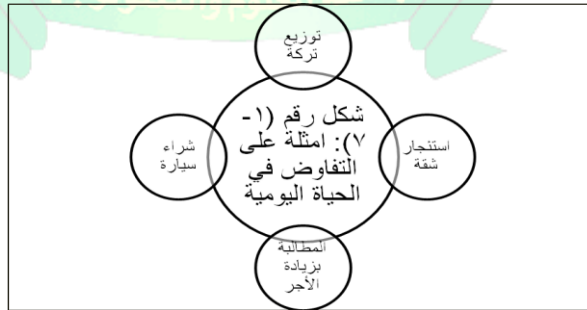 توزيع
تركة
شكل رقم (١-
٧): امثلة على
التفاوض في
الحياة اليومية
استئجار
شقة
شراء
سيارة
المطالبة
بزيادة
الأجر